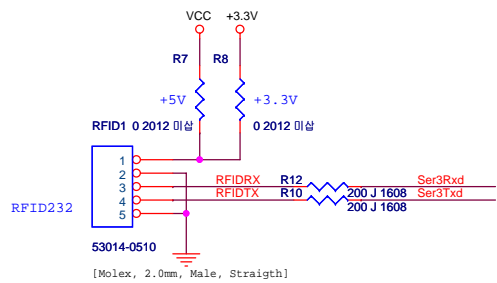 VCC +3.3V
R7 R8
+5V +3.3V
RFID1 0 2012 미삽 0 2012 미삽
1
2
3 RFIDRX R12 Ser3Rxd
200 J 1608
4 RFIDTX R10 Ser3Txd
200 J 1608
5
RFID232
53014-0510
[Molex, 2.0mm, Male, Straigth]